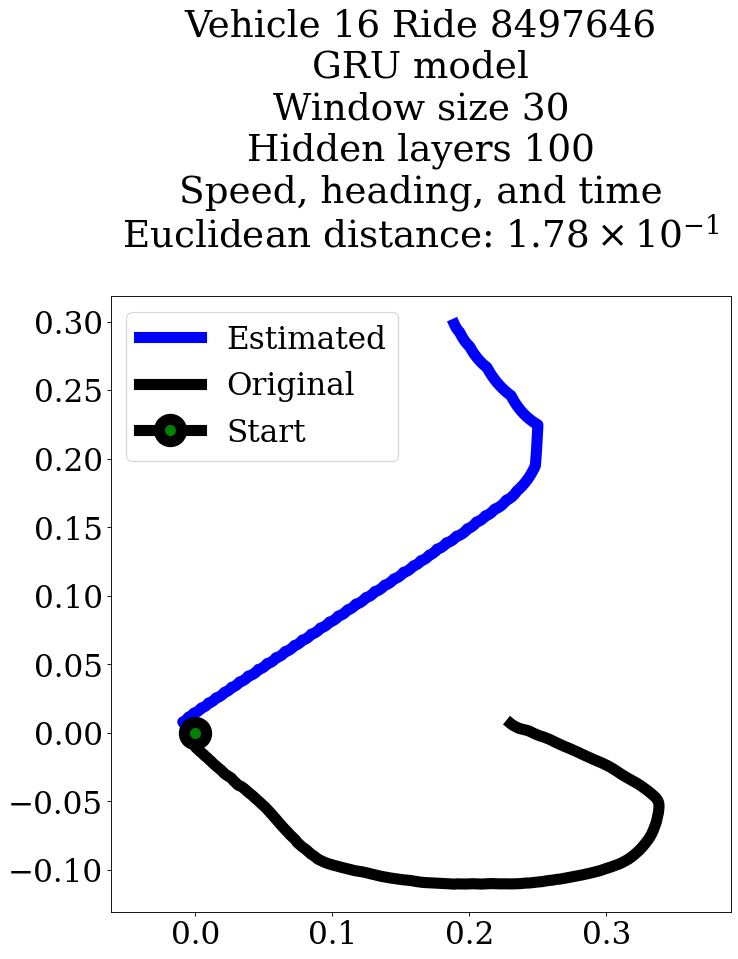 Vehicle 16 Ride 8497646
GRU model
Window size 30
Hidden layers 100
Speed, heading, and time
Euclidean distance: 1.78 × 10⁻¹
Estimated
Original
Start
0.30
0.25
0.20
0.15
0.10
0.05
0.00
−0.05
−0.10
0.0 0.1 0.2 0.3